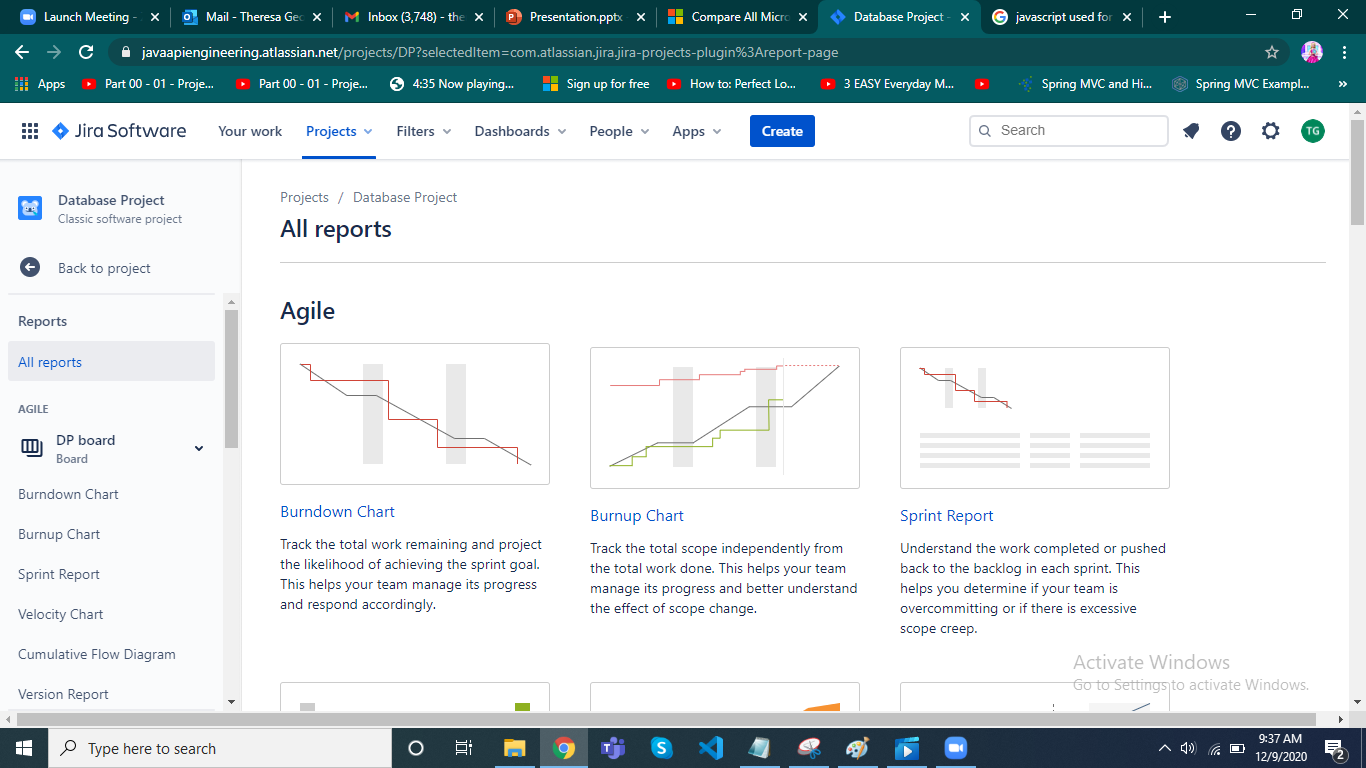 Launch Meeting -
Mail - Theresa Geo
Inbox (3,748) - the
Presentation.pptx
Compare All Micro
Database Project -
javascript used for
javaapiengineering.atlassian.net/projects/DP?selectedItem=com.atlassian.jira.jira-projects-plugin%3Areport-page
Apps
Part 00 - 01 - Proje...
Part 00 - 01 - Proje...
4:35 Now playing...
Sign up for free
How to: Perfect Lo...
3 EASY Everyday M...
Spring MVC and Hi...
Spring MVC Exampl...
»
Jira Software
Your work
Projects
Filters
Dashboards
People
Apps
Create
Search
TG
Database Project
Classic software project
Back to project
Reports
All reports
AGILE
DP board
Board
Burndown Chart
Burnup Chart
Sprint Report
Velocity Chart
Cumulative Flow Diagram
Version Report
Projects / Database Project
All reports
Agile
Burndown Chart
Track the total work remaining and project
the likelihood of achieving the sprint goal.
This helps your team manage its progress
and respond accordingly.
Burnup Chart
Track the total scope independently from
the total work done. This helps your team
manage its progress and better understand
the effect of scope change.
Sprint Report
Understand the work completed or pushed
back to the backlog in each sprint. This
helps you determine if your team is
overcommitting or if there is excessive
scope creep.
Activate Windows
Go to Settings to activate Windows.
Type here to search
9:37 AM
12/9/2020
2